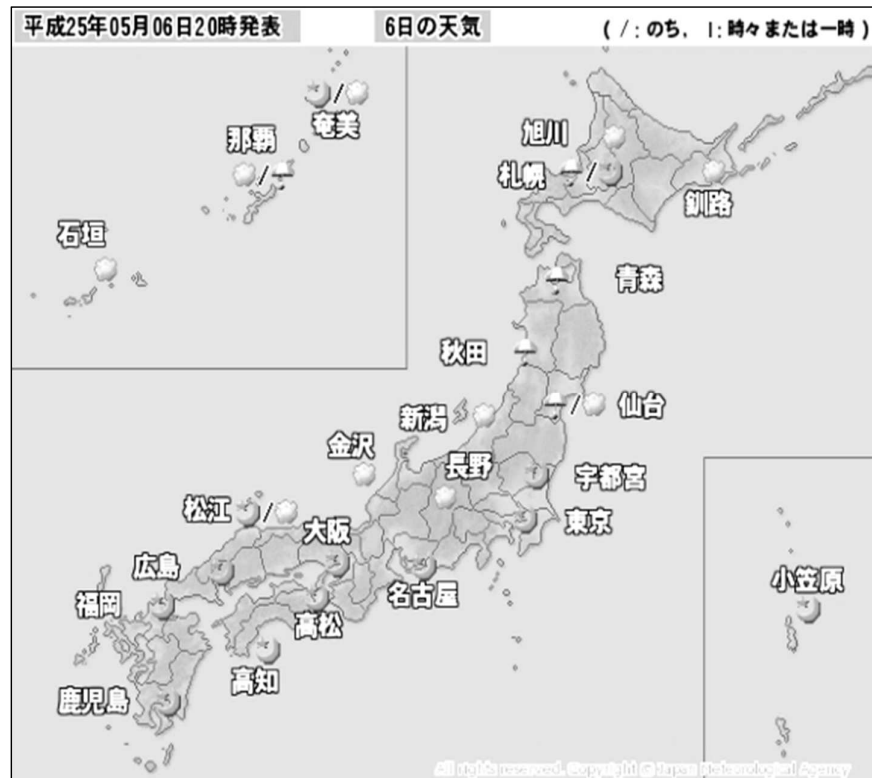 平成25年05月06日20時発表
6日の天気
( / : のち, I : 時々または一時 )
奄美
那覇
石垣
旭川
札幌
釧路
青森
秋田
仙台
新潟
金沢
長野
宇都宮
松江
大阪
東京
広島
名古屋
福岡
高松
小笠原
高知
鹿児島
All rights reserved. Copyright © Japan Meteorological Agency